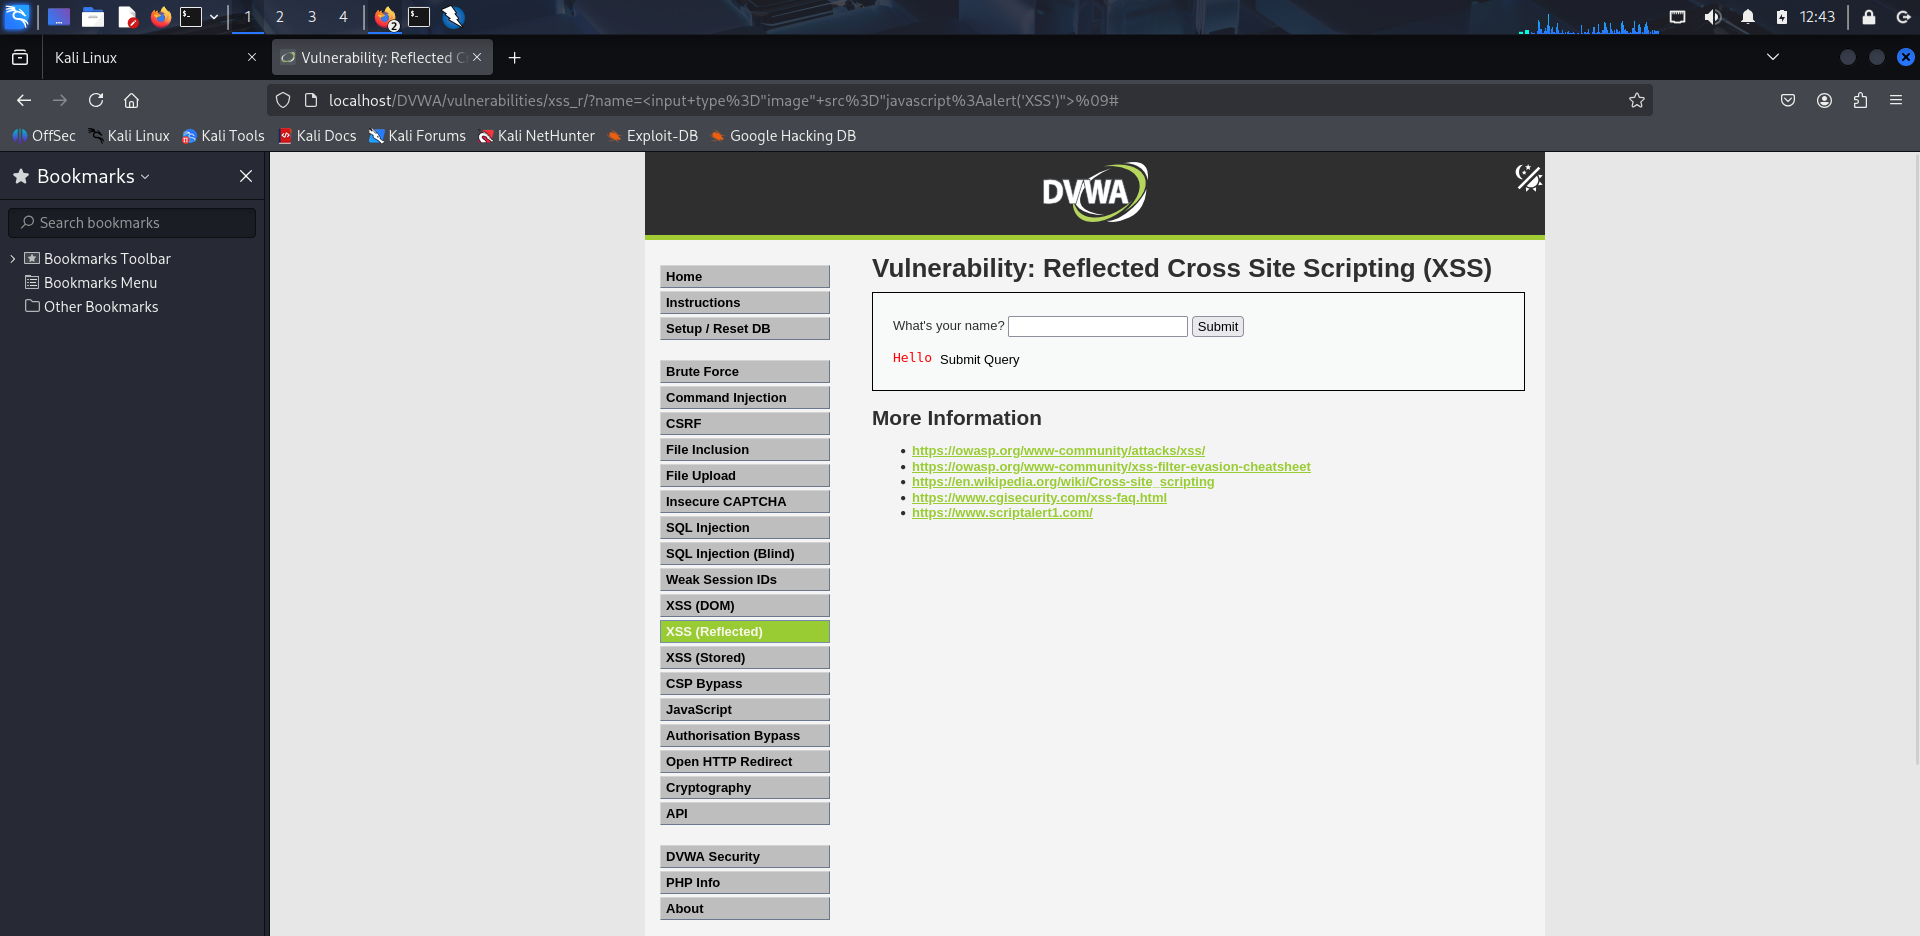 1 2 3 4 2 12:43
Kali Linux Vulnerability: Reflected C
localhost/DVWA/vulnerabilities/xss_r/?name=<input+type%3D"image"+src%3D"javascript%3Aalert('XSS')">%09#
OffSec Kali Linux Kali Tools Kali Docs Kali Forums Kali NetHunter Exploit-DB Google Hacking DB
Bookmarks
Search bookmarks
Bookmarks Toolbar
Bookmarks Menu
Other Bookmarks
DVWA
Home
Instructions
Setup / Reset DB
Brute Force
Command Injection
CSRF
File Inclusion
File Upload
Insecure CAPTCHA
SQL Injection
SQL Injection (Blind)
Weak Session IDs
XSS (DOM)
XSS (Reflected)
XSS (Stored)
CSP Bypass
JavaScript
Authorisation Bypass
Open HTTP Redirect
Cryptography
API
DVWA Security
PHP Info
About
Vulnerability: Reflected Cross Site Scripting (XSS)
What's your name? Submit
Hello Submit Query
More Information
https://owasp.org/www-community/attacks/xss/
https://owasp.org/www-community/xss-filter-evasion-cheatsheet
https://en.wikipedia.org/wiki/Cross-site_scripting
https://www.cgisecurity.com/xss-faq.html
https://www.scriptalert1.com/